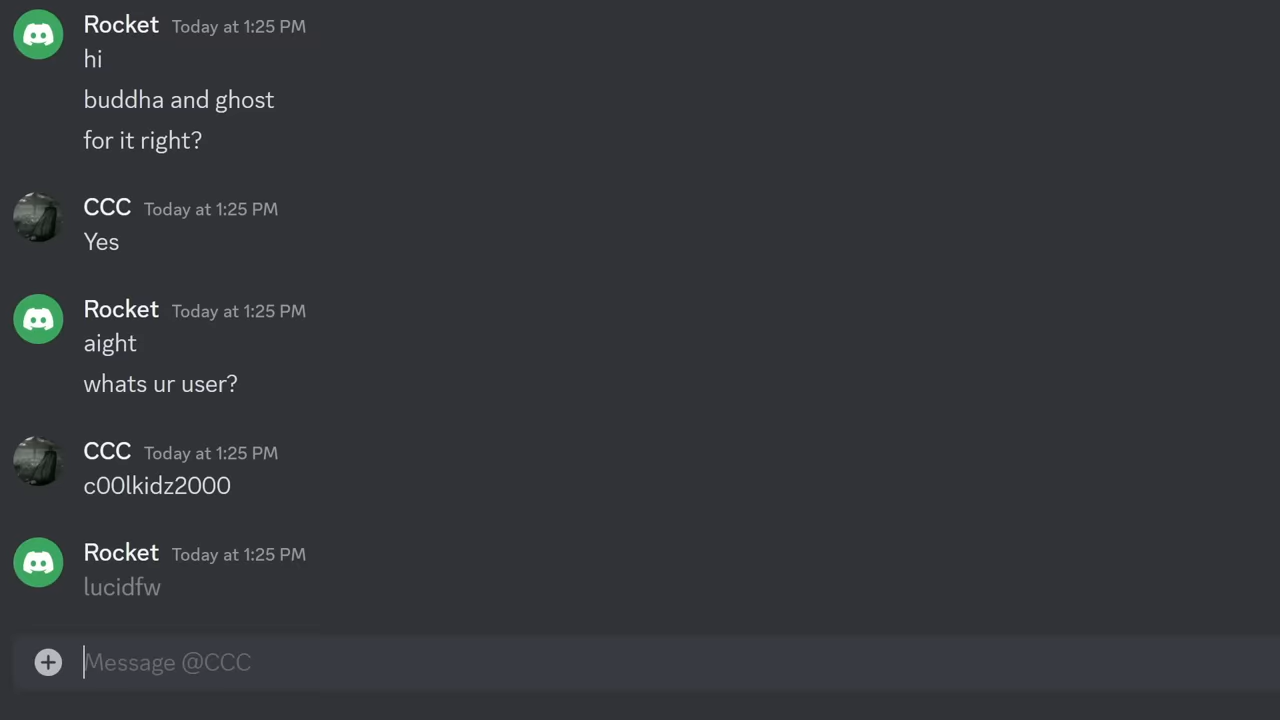 Rocket Today at 1:25 PM
hi
buddha and ghost
for it right?
CCC Today at 1:25 PM
Yes
Rocket Today at 1:25 PM
aight
whats ur user?
CCC Today at 1:25 PM
c00lkidz2000
Rocket Today at 1:25 PM
lucidfw
Message @CCC